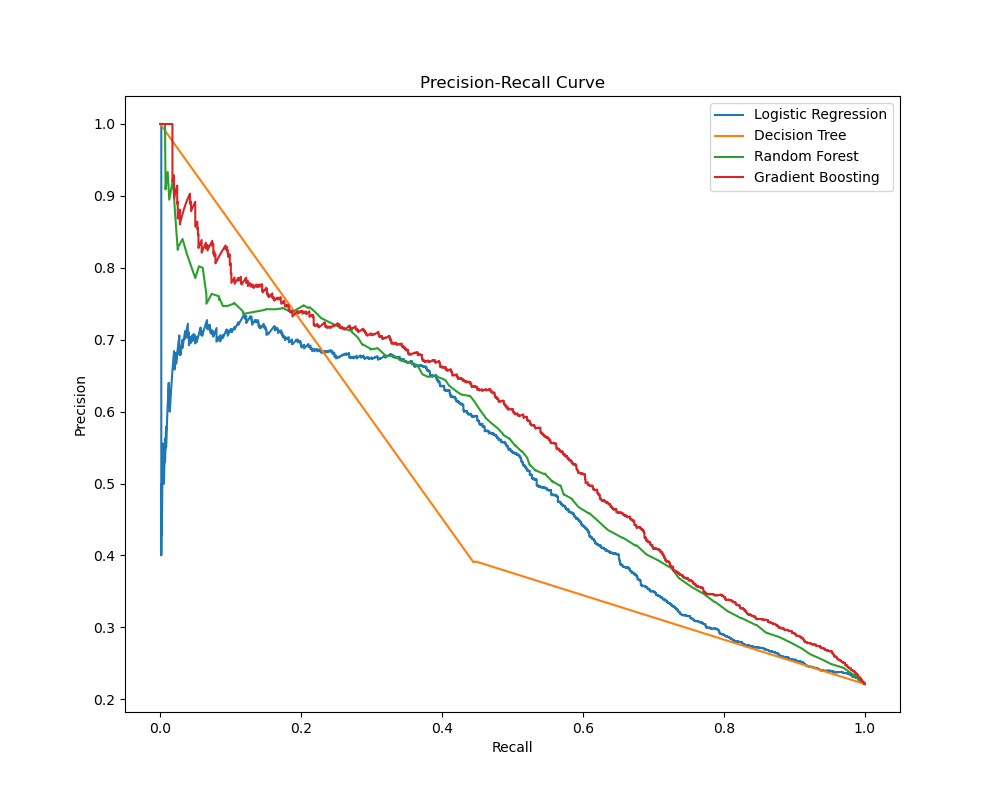 Precision-Recall Curve
Logistic Regression
Decision Tree
Random Forest
Gradient Boosting
1.0
0.9
0.8
0.7
0.6
0.5
0.4
0.3
0.2
Precision
0.0 0.2 0.4 0.6 0.8 1.0
Recall